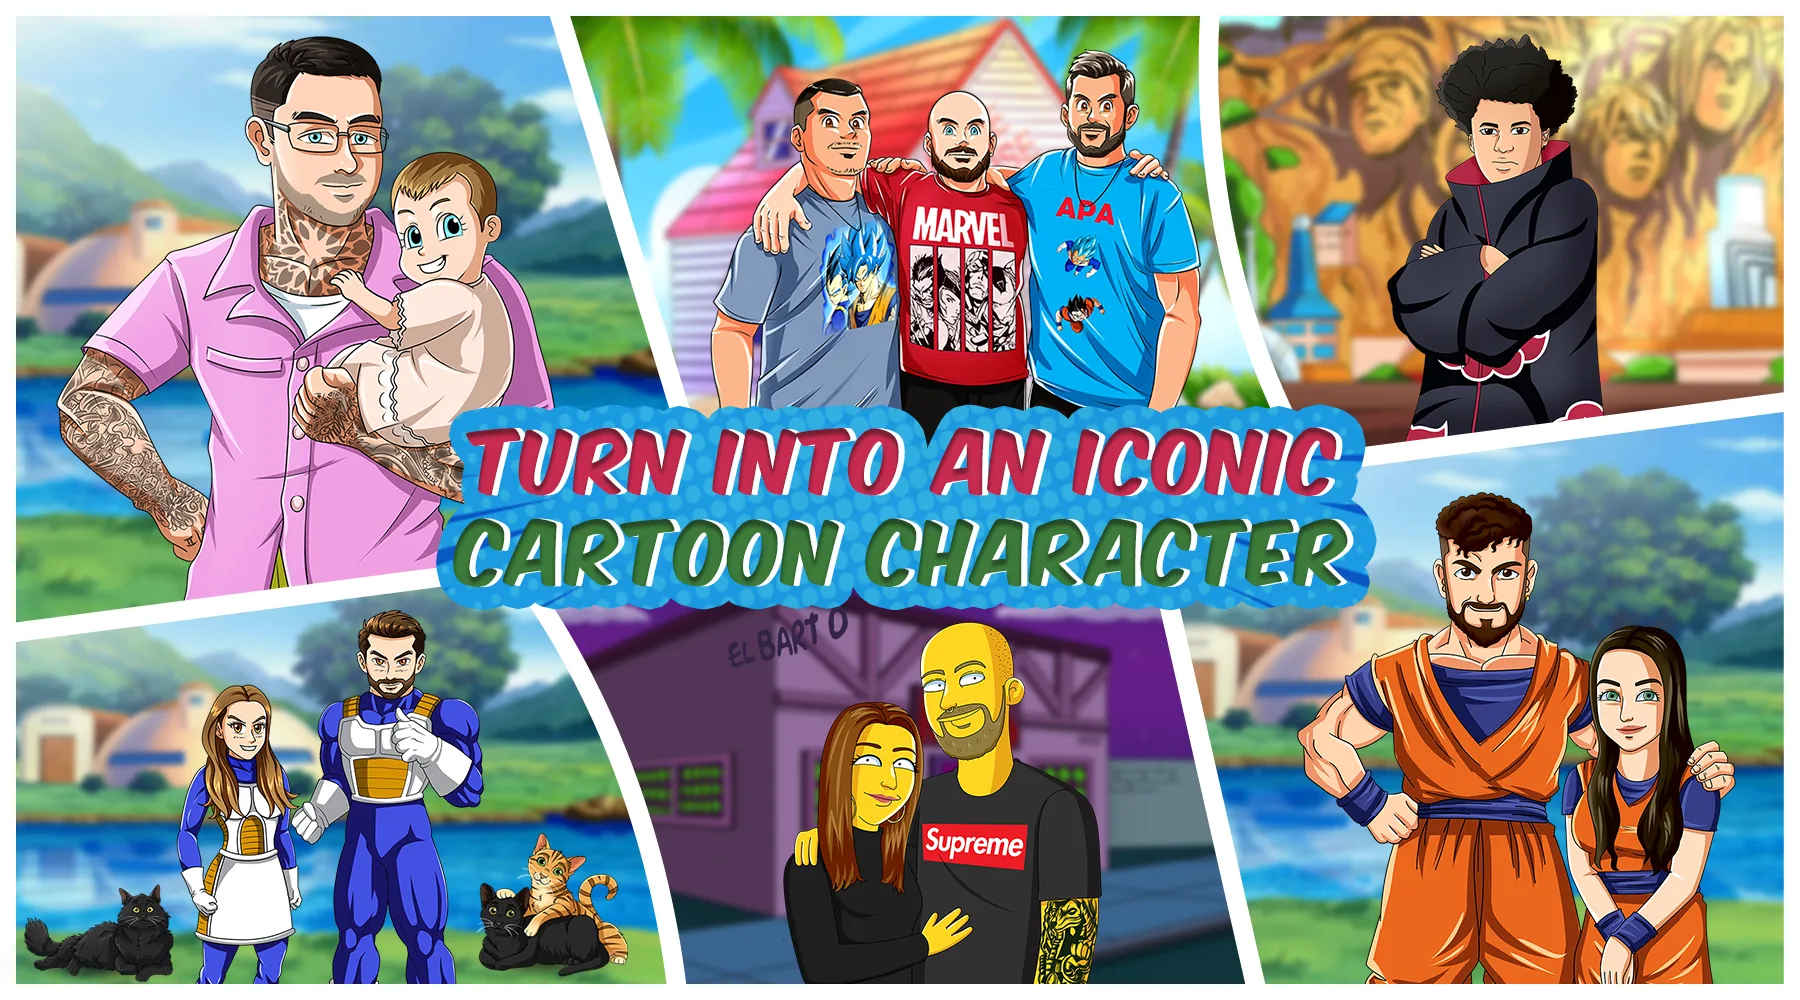 MARVEL
APA
TURN INTO AN ICONIC
CARTOON CHARACTER
EL BART O
Supreme